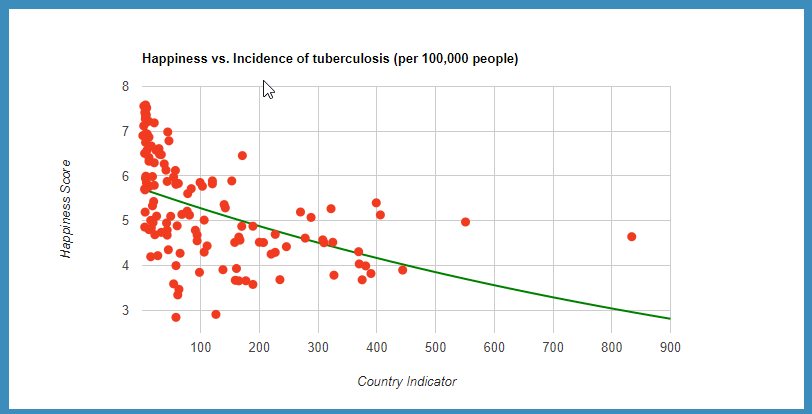 Happiness vs. Incidence of tuberculosis (per 100,000 people)
8
7
6
5
4
3
Happiness Score
100 200 300 400 500 600 700 800 900
Country Indicator